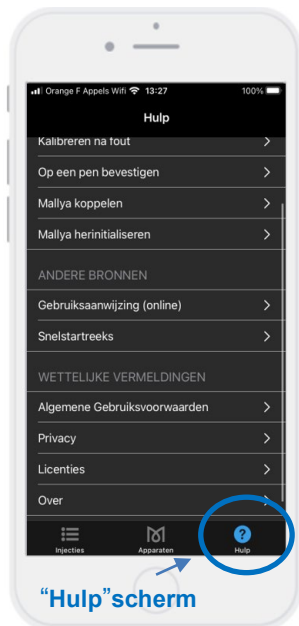 Orange F Appels Wifi 13:27 100%
Hulp
Kalibreren na fout
Op een pen bevestigen
Mallya koppelen
Mallya herinitialiseren
ANDERE BRONNEN
Gebruiksaanwijzing (online)
Snelstartreeks
WETTELIJKE VERMELDINGEN
Algemene Gebruiksvoorwaarden
Privacy
Licenties
Over
Injecties Apparaten Hulp
“Hulp”scherm